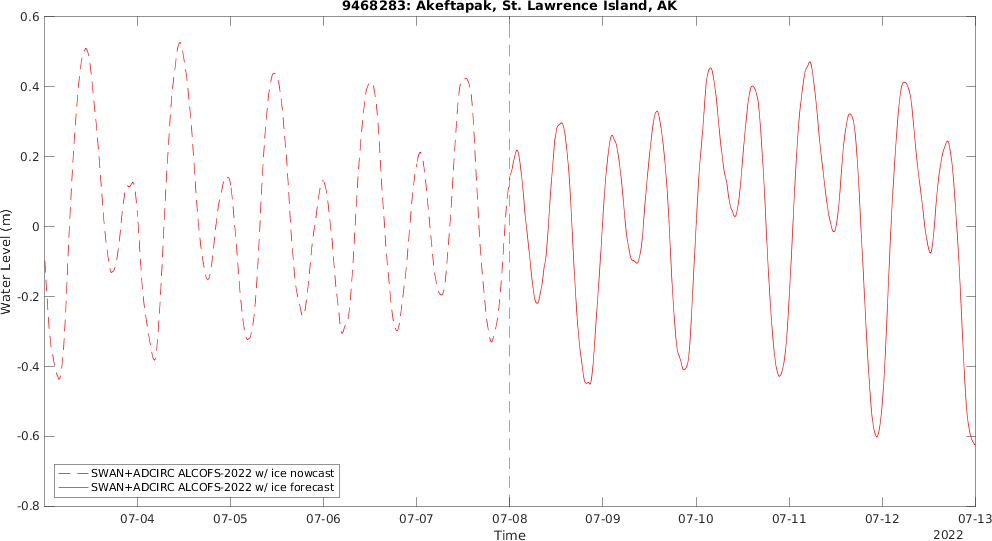 9468283: Akeftapak, St. Lawrence Island, AK
0.6
0.4
0.2
0
-0.2
-0.4
-0.6
-0.8
Water Level (m)
SWAN+ADCIRC ALCOFS-2022 w/ ice nowcast
SWAN+ADCIRC ALCOFS-2022 w/ ice forecast
07-04 07-05 07-06 07-07 07-08 07-09 07-10 07-11 07-12 07-13
Time
2022